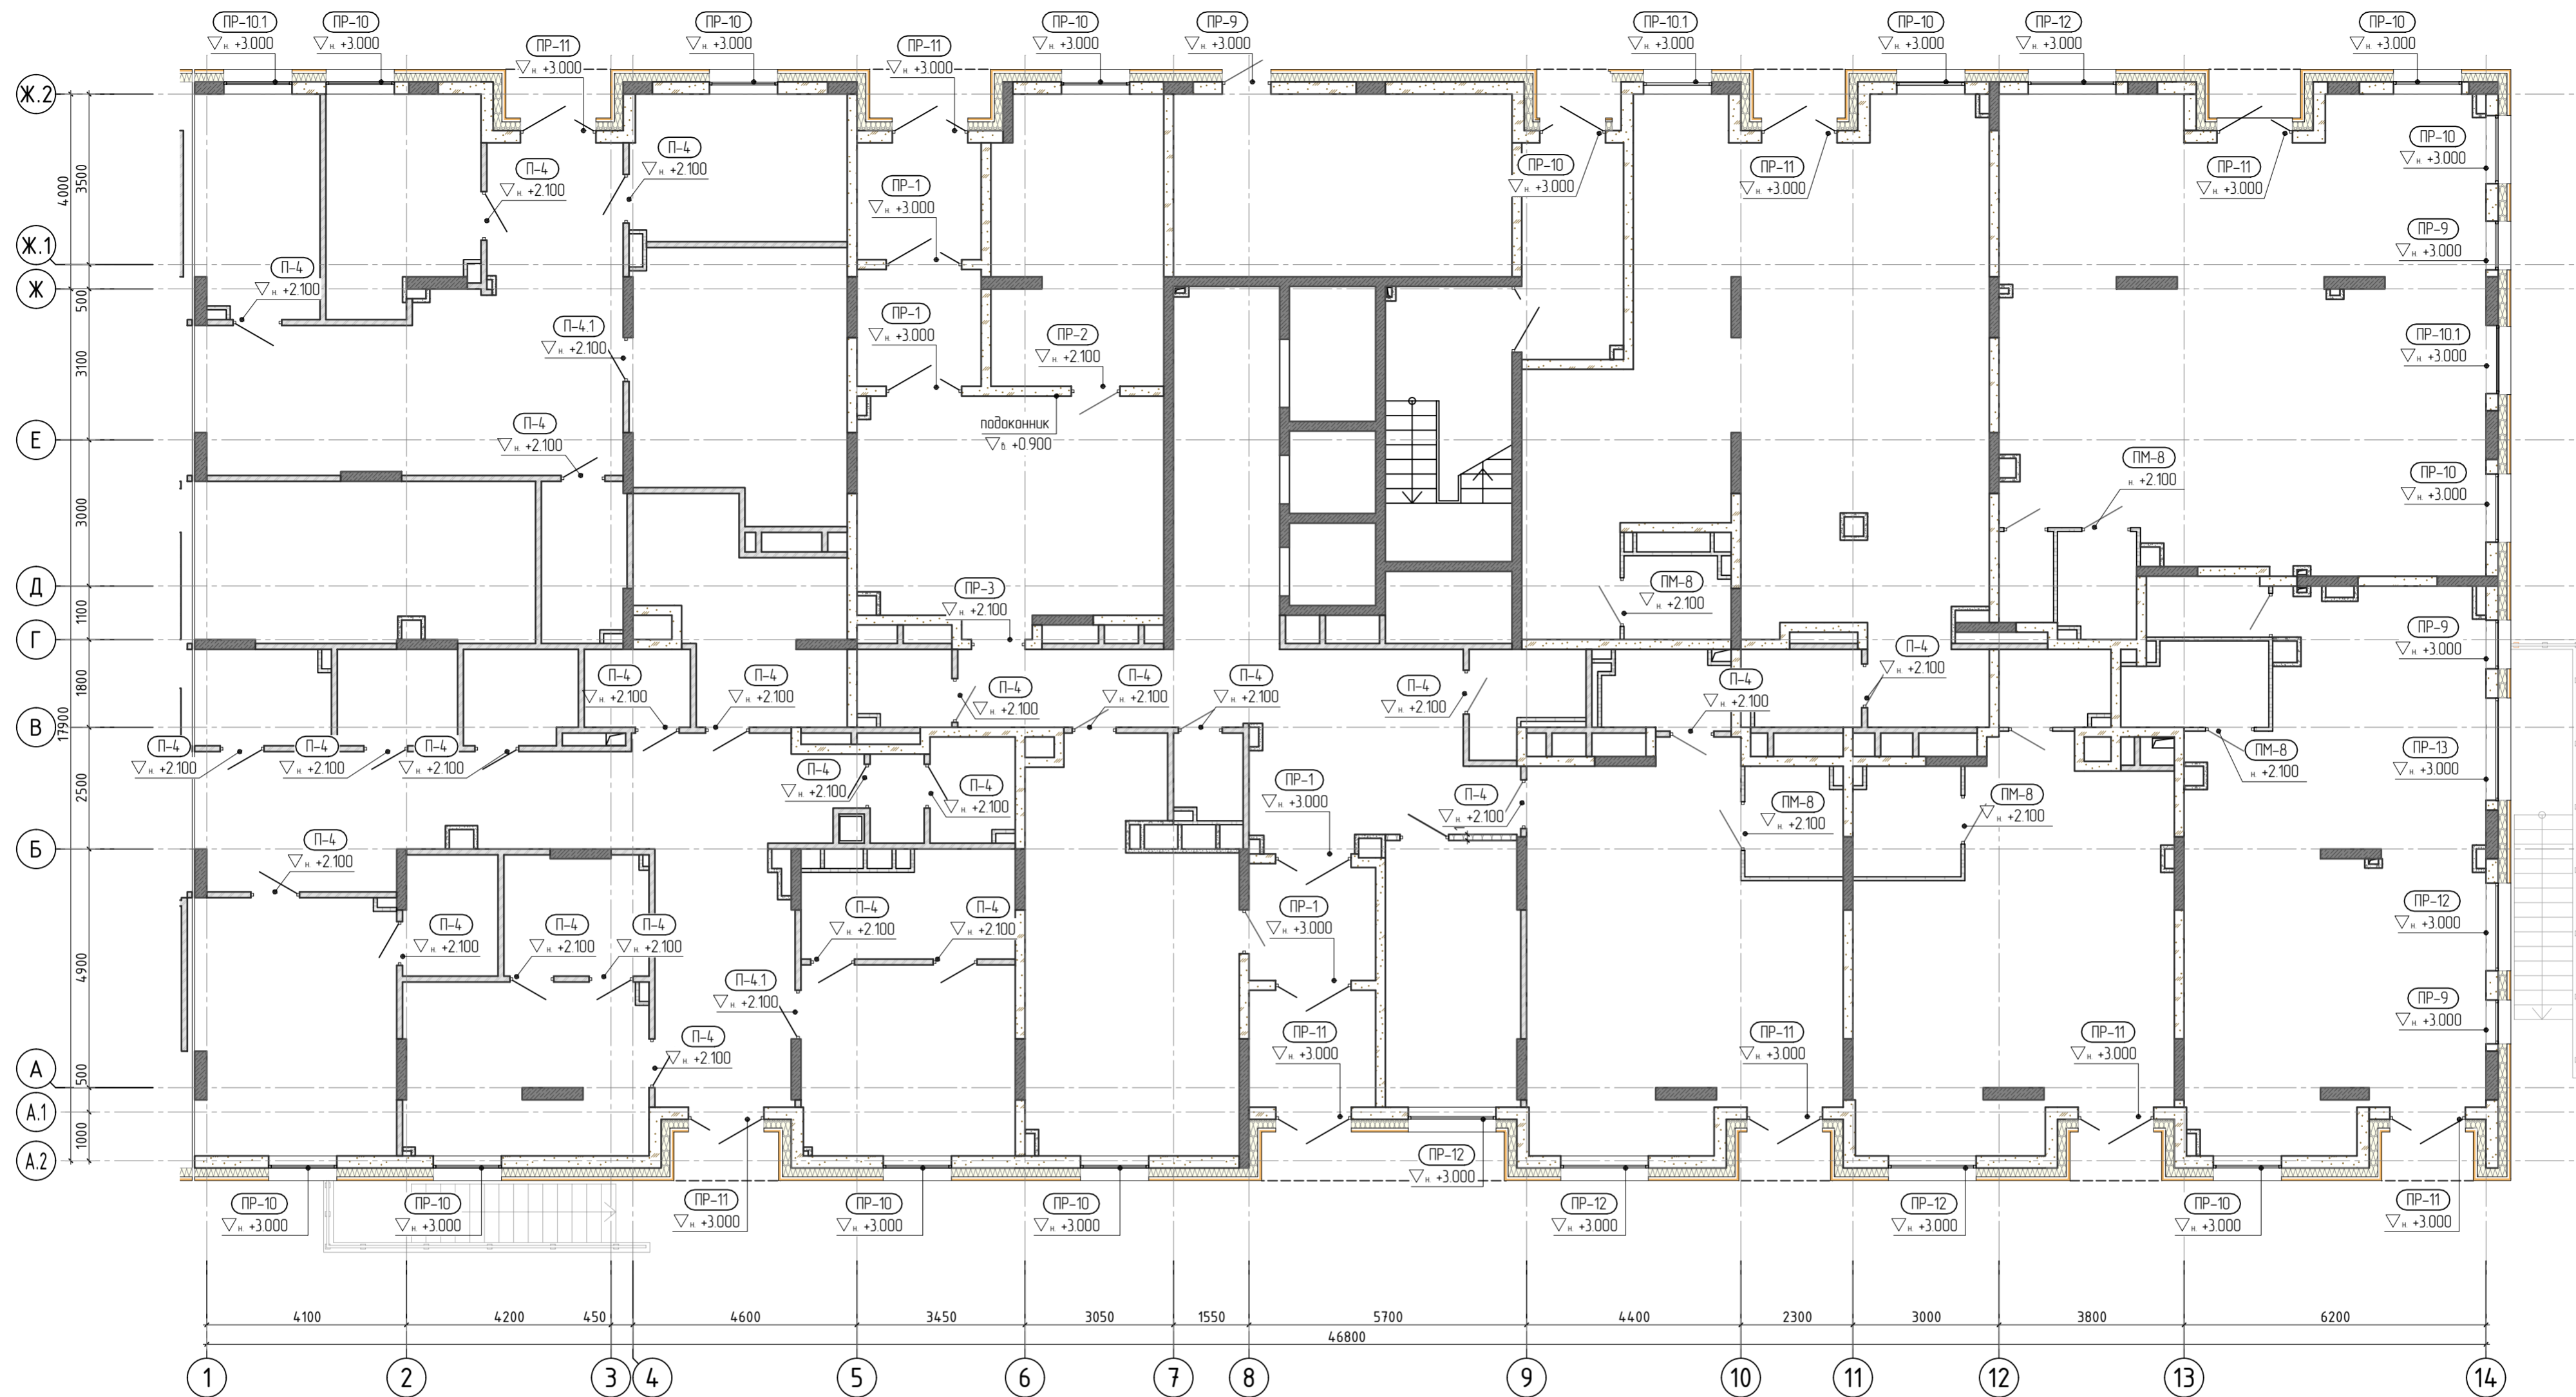 ПР-10.1
▽н. +3.000
ПР-10
▽н. +3.000
ПР-11
▽н. +3.000
ПР-10
▽н. +3.000
ПР-11
▽н. +3.000
ПР-10
▽н. +3.000
ПР-9
▽н. +3.000
ПР-10.1
▽н. +3.000
ПР-10
▽н. +3.000
ПР-12
▽н. +3.000
ПР-10
▽н. +3.000
Ж.2
П-4
▽н. +2.100
П-4
▽н. +2.100
ПР-1
▽н. +3.000
ПР-10
▽н. +3.000
ПР-11
▽н. +3.000
ПР-11
▽н. +3.000
ПР-10
▽н. +3.000
4000
3500
Ж.1
П-4
▽н. +2.100
ПР-9
▽н. +3.000
Ж
500
П-4.1
▽н. +2.100
ПР-1
▽н. +3.000
ПР-2
▽н. +2.100
ПР-10.1
▽н. +3.000
3100
П-4
▽н. +2.100
подоконник
▽в. +0.900
Е
ПМ-8
▽н. +2.100
ПР-10
▽н. +3.000
3000
Д
ПР-3
▽н. +2.100
ПМ-8
▽н. +2.100
1100
Г
ПР-9
▽н. +3.000
1800
П-4
▽н. +2.100
П-4
▽н. +2.100
П-4
▽н. +2.100
П-4
▽н. +2.100
П-4
▽н. +2.100
П-4
▽н. +2.100
П-4
▽н. +2.100
П-4
▽н. +2.100
В
17900
П-4
▽н. +2.100
П-4
▽н. +2.100
П-4
▽н. +2.100
ПМ-8
н. +2.100
ПР-13
▽н. +3.000
2500
П-4
▽н. +2.100
П-4
▽н. +2.100
ПР-1
▽н. +3.000
П-4
▽н. +2.100
ПМ-8
▽н. +2.100
ПМ-8
▽н. +2.100
Б
П-4
▽н. +2.100
4900
П-4
▽н. +2.100
П-4
▽н. +2.100
П-4
▽н. +2.100
П-4
▽н. +2.100
П-4
▽н. +2.100
ПР-1
▽н. +3.000
ПР-12
▽н. +3.000
П-4.1
▽н. +2.100
ПР-9
▽н. +3.000
П-4
▽н. +2.100
ПР-11
▽н. +3.000
ПР-11
▽н. +3.000
ПР-11
▽н. +3.000
А
500
А.1
1000
А.2
ПР-12
▽н. +3.000
ПР-10
▽н. +3.000
ПР-10
▽н. +3.000
ПР-11
▽н. +3.000
ПР-10
▽н. +3.000
ПР-10
▽н. +3.000
ПР-12
▽н. +3.000
ПР-12
▽н. +3.000
ПР-10
▽н. +3.000
ПР-11
▽н. +3.000
4100 4200 450 4600 3450 3050 1550 5700 4400 2300 3000 3800 6200
46800
1 2 3 4 5 6 7 8 9 10 11 12 13 14